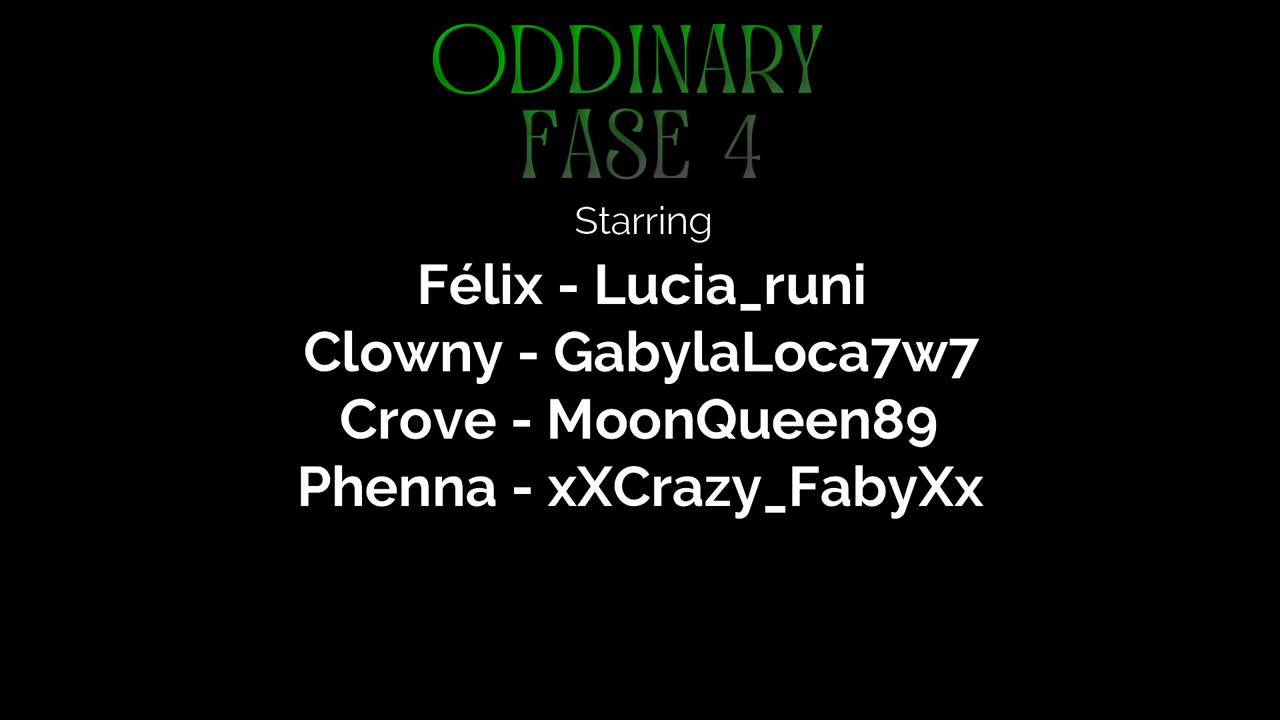 ODDINARY
FASE 4
Starring
Félix - Lucia_runi
Clowny - GabylaLoca7w7
Crove - MoonQueen89
Phenna - xXCrazy_FabyXx